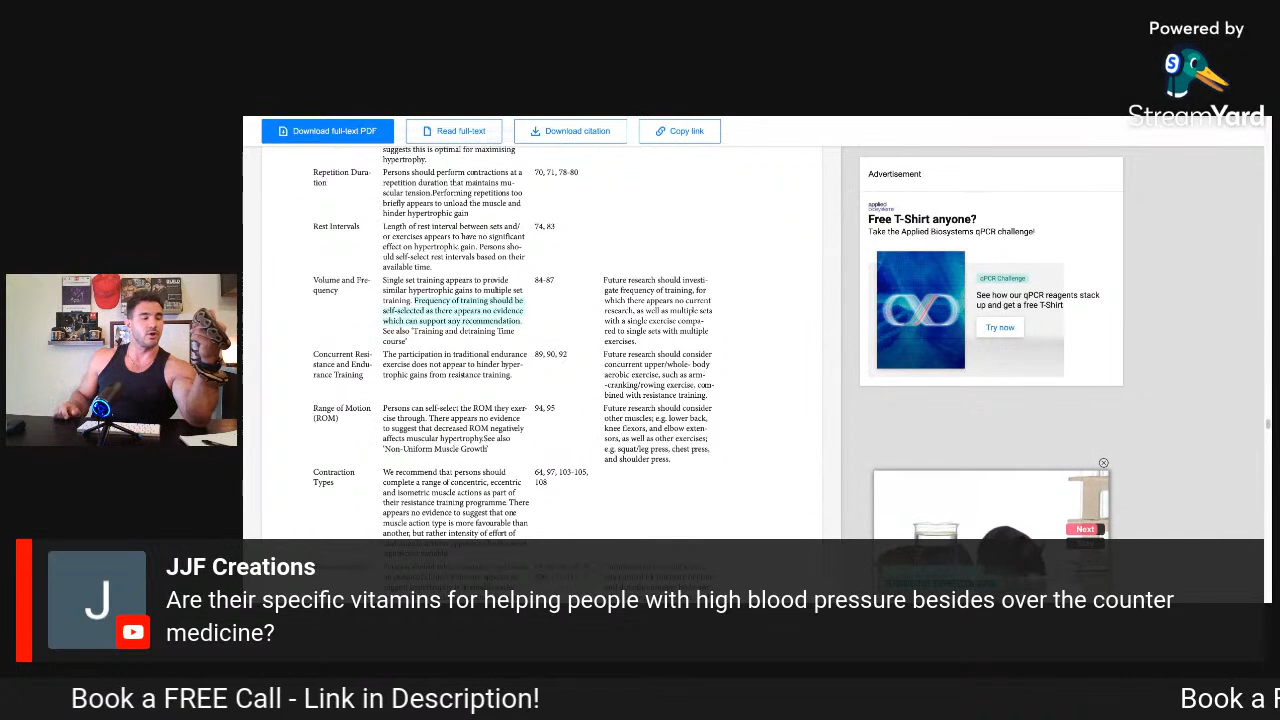 Powered by
StreamYard
Download full-text PDF
Read full-text
Download citation
Copy link
suggests this is optimal for maximising
hypertrophy.
Repetition Dura-
tion
Persons should perform contractions at a
repetition duration that maintains mu-
scular tension.Performing repetitions too
briefly appears to unload the muscle and
hinder hypertrophic gain
70, 71, 78-80
Rest Intervals
Length of rest interval between sets and/
or exercises appears to have no significant
effect on hypertrophic gain. Persons sho-
uld self-select rest intervals based on their
available time.
74, 83
Volume and Fre-
quency
Single set training appears to provide
similar hypertrophic gains to multiple set
training. Frequency of training should be
self-selected as there appears no evidence
which can support any recommendation.
See also 'Training and detraining Time
course'
84-87
Future research should investi-
gate frequency of training, for
which there appears no current
research, as well as multiple sets
with a single exercise compa-
red to single sets with multiple
exercises.
Concurrent Resi-
stance and Endu-
rance Training
The participation in traditional endurance
exercise does not appear to hinder hyper-
trophic gains from resistance training.
89, 90, 92
Future research should consider
concurrent upper/whole- body
aerobic exercise, such as arm-
-cranking/rowing exercise, com-
bined with resistance training.
Range of Motion
(ROM)
Persons can self-select the ROM they exer-
cise through. There appears no evidence
to suggest that decreased ROM negatively
affects muscular hypertrophy.See also
'Non-Uniform Muscle Growth'
94, 95
Future research should consider
other muscles; e.g. lower back,
knee flexors, and elbow exten-
sors, as well as other exercises;
e.g. squat/leg press, chest press,
and shoulder press.
Contraction
Types
We recommend that persons should
complete a range of concentric, eccentric
and isometric muscle actions as part of
their resistance training programme. There
appears no evidence to suggest that one
muscle action type is more favourable than
another, but rather intensity of effort of
64, 97, 103-105,
108
Advertisement
applied
biosystems
Free T-Shirt anyone?
Take the Applied Biosystems qPCR challenge!
qPCR Challenge
See how our qPCR reagents stack
up and get a free T-Shirt
Try now
Next
J
JJF Creations
Are their specific vitamins for helping people with high blood pressure besides over the counter
medicine?
Book a FREE Call - Link in Description!
Book a F